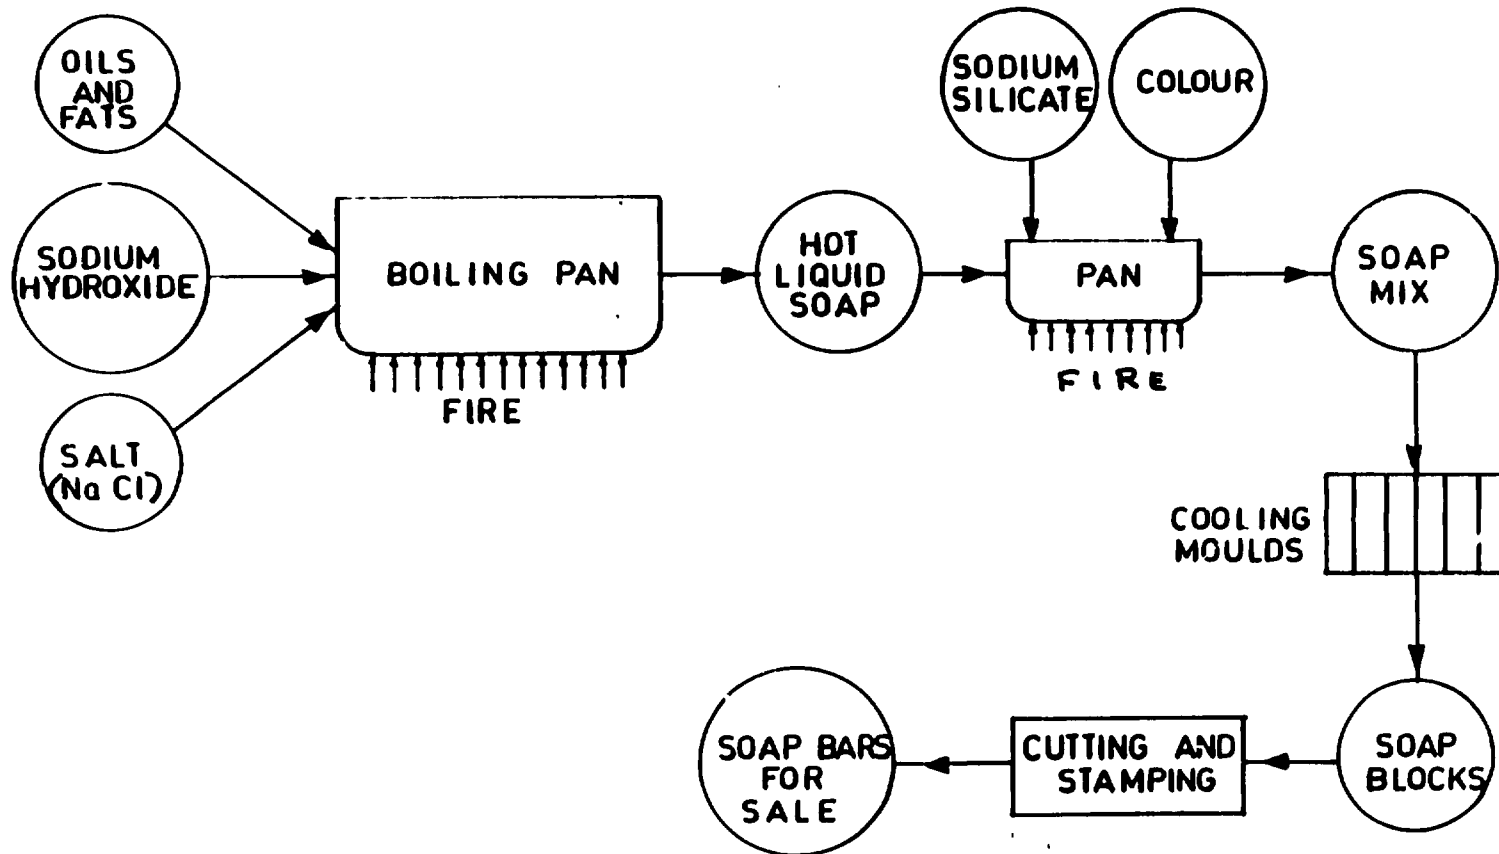 OILS
AND
FATS
SODIUM
HYDROXIDE
SALT
(Na Cl)
BOILING PAN
FIRE
HOT
LIQUID
SOAP
SODIUM
SILICATE
COLOUR
PAN
FIRE
SOAP
MIX
COOLING
MOULDS
SOAP
BLOCKS
CUTTING AND
STAMPING
SOAP BARS
FOR
SALE